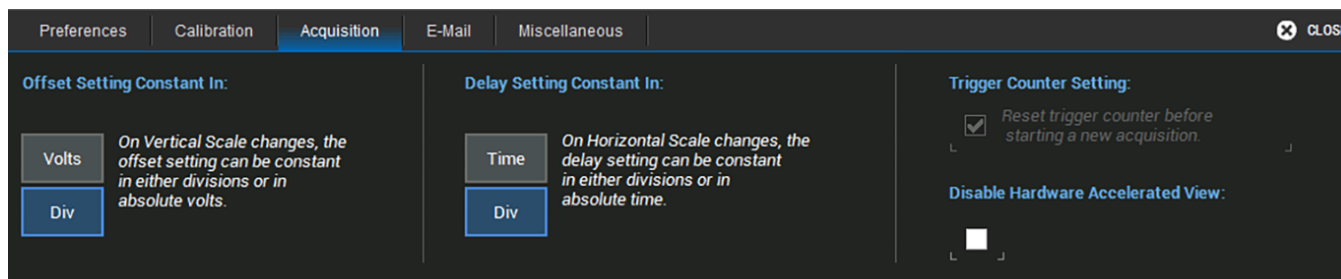 Preferences
Calibration
Acquisition
E-Mail
Miscellaneous
CLOS
Offset Setting Constant In:
Volts
Div
On Vertical Scale changes, the
offset setting can be constant
in either divisions or in
absolute volts.
Delay Setting Constant In:
Time
Div
On Horizontal Scale changes, the
delay setting can be constant
in either divisions or in
absolute time.
Trigger Counter Setting:
Reset trigger counter before
starting a new acquisition.
Disable Hardware Accelerated View: